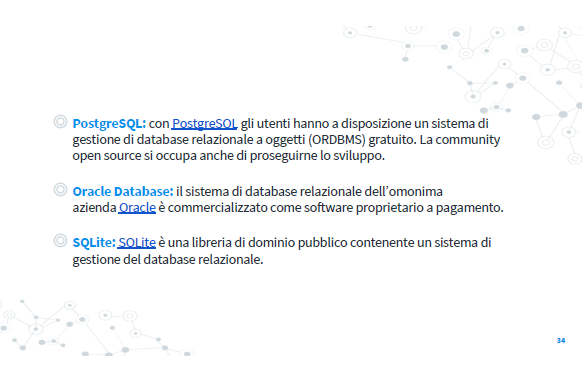 PostgreSQL: con PostgreSQL gli utenti hanno a disposizione un sistema di
gestione di database relazionale a oggetti (ORDBMS) gratuito. La community
open source si occupa anche di proseguirne lo sviluppo.
Oracle Database: il sistema di database relazionale dell’omonima
azienda Oracle è commercializzato come software proprietario a pagamento.
SQLite: SQLite è una libreria di dominio pubblico contenente un sistema di
gestione del database relazionale.
34